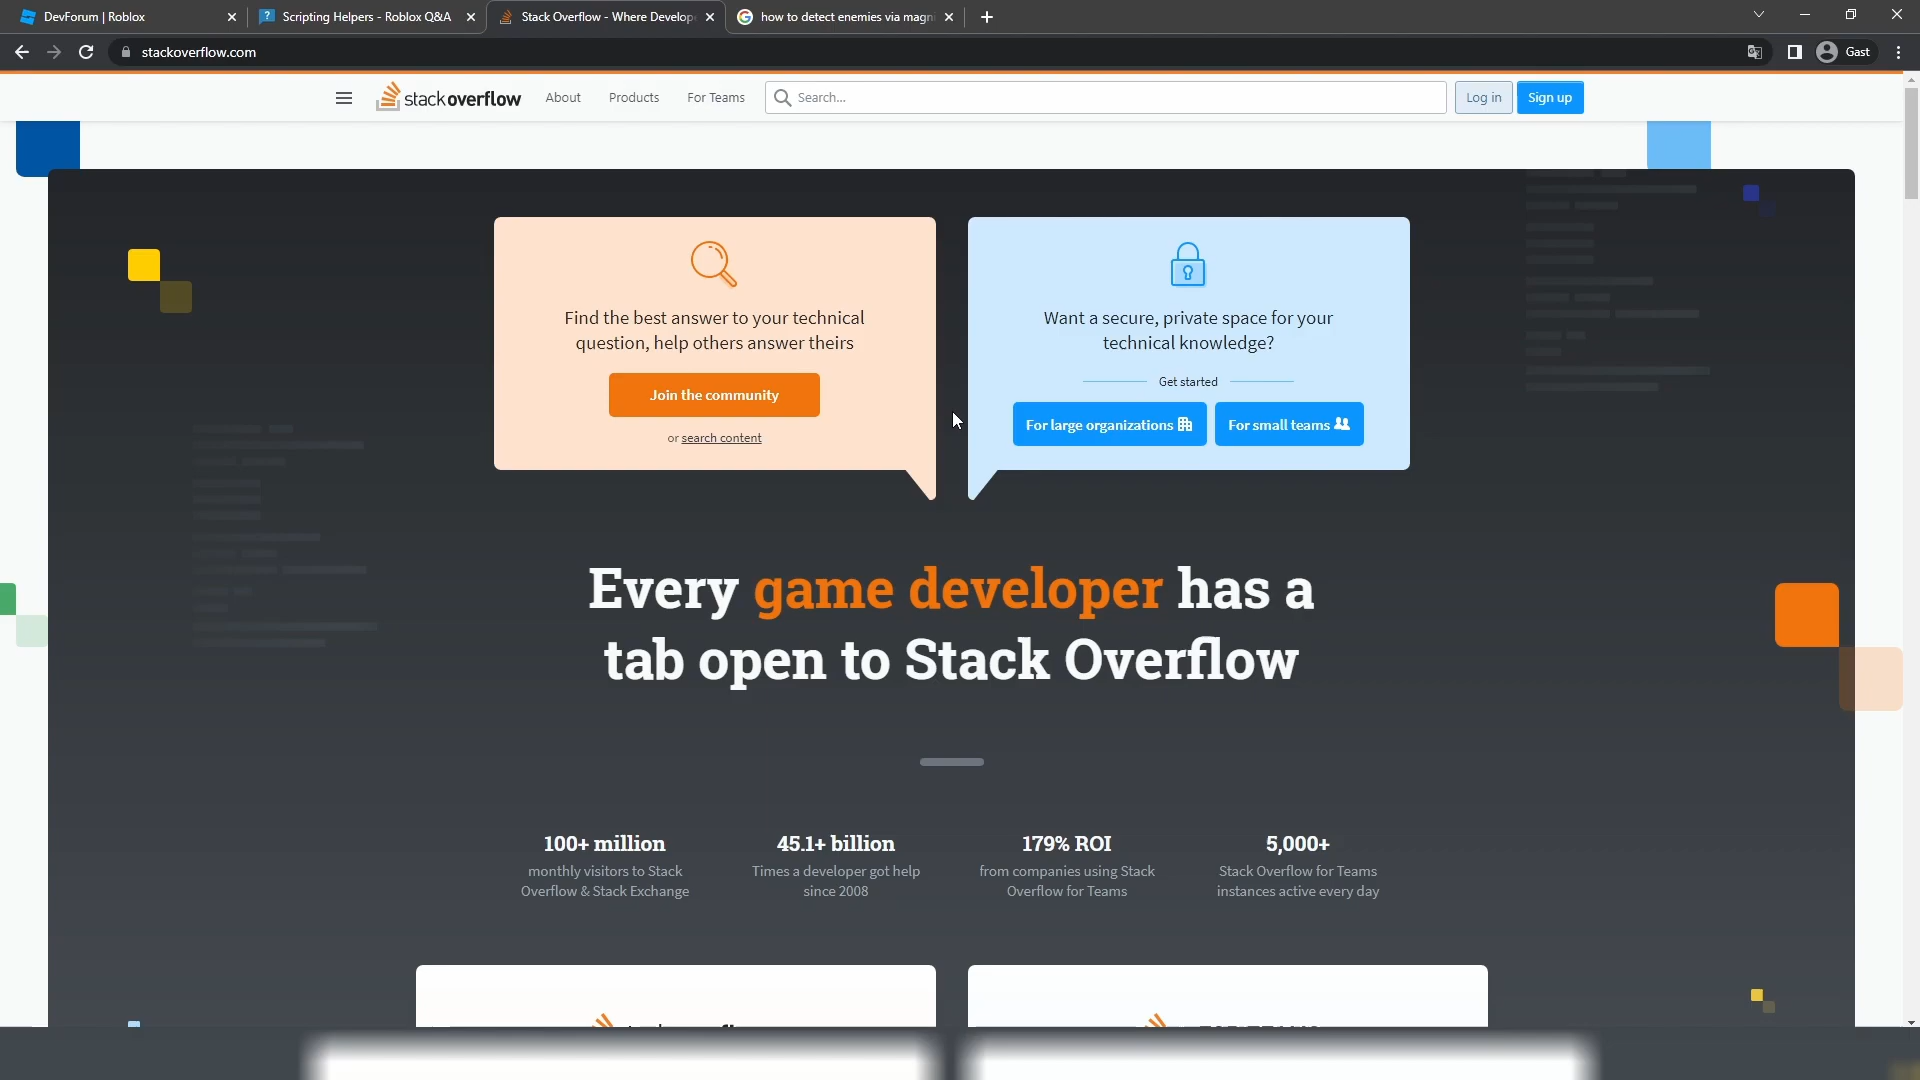 DevForum | Roblox
Scripting Helpers - Roblox Q&A
Stack Overflow - Where Develop
how to detect enemies via magni
stackoverflow.com
Gast
stackoverflow
About
Products
For Teams
Search...
Log in
Sign up
Find the best answer to your technical
question, help others answer theirs
Join the community
or search content
Want a secure, private space for your
technical knowledge?
Get started
For large organizations
For small teams
Every game developer has a
tab open to Stack Overflow
100+ million
monthly visitors to Stack
Overflow & Stack Exchange
45.1+ billion
Times a developer got help
since 2008
179% ROI
from companies using Stack
Overflow for Teams
5,000+
Stack Overflow for Teams
instances active every day